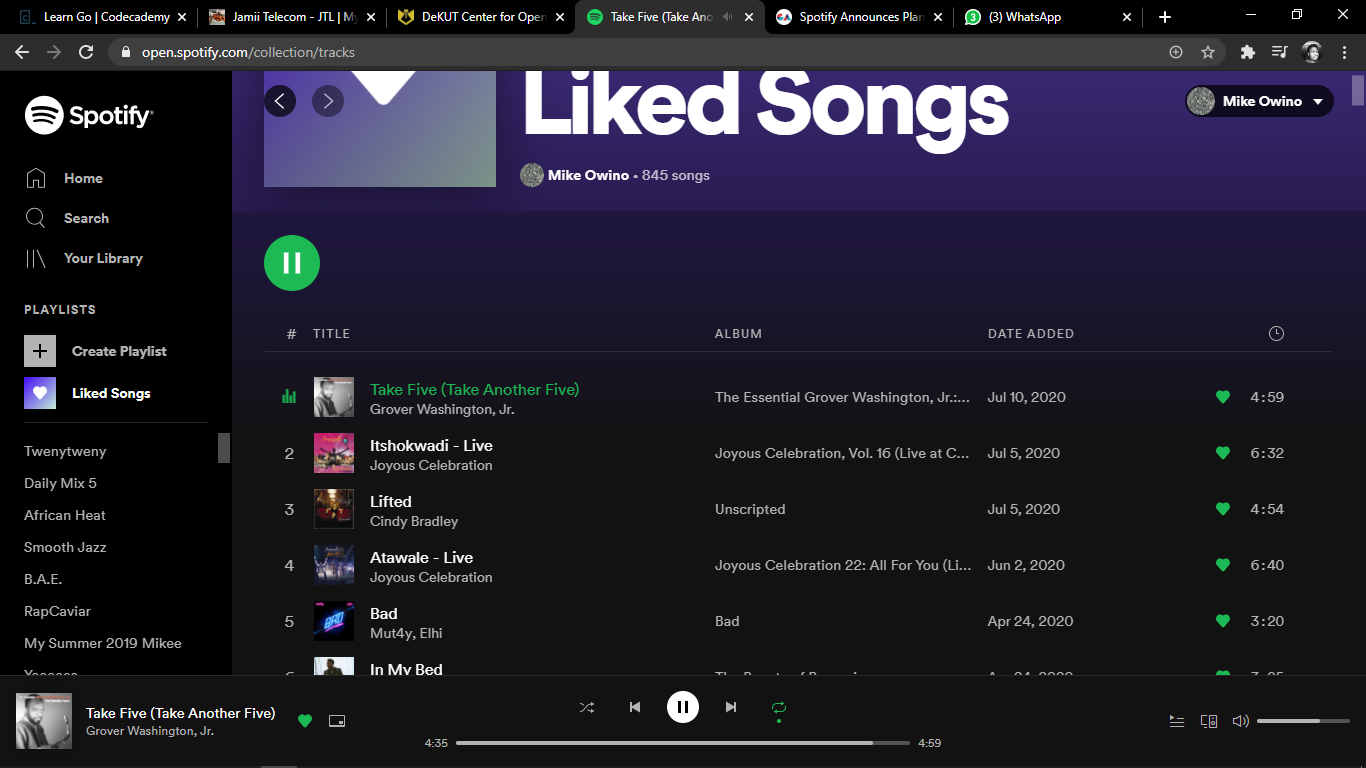 Learn Go | Codecademy
Jamii Telecom - JTL | My
DeKUT Center for Open
Take Five (Take Ano
Spotify Announces Plan
3
(3) WhatsApp
open.spotify.com/collection/tracks
Spotify
Home
Search
Your Library
PLAYLISTS
Create Playlist
Liked Songs
Twenytweny
Daily Mix 5
African Heat
Smooth Jazz
B.A.E.
RapCaviar
My Summer 2019 Mikee
Liked Songs
Mike Owino • 845 songs
Mike Owino
# TITLE ALBUM DATE ADDED
Take Five (Take Another Five)
Grover Washington, Jr.
The Essential Grover Washington, Jr.:...
Jul 10, 2020
4:59
2
Itshokwadi - Live
Joyous Celebration
Joyous Celebration, Vol. 16 (Live at C...
Jul 5, 2020
6:32
3
Lifted
Cindy Bradley
Unscripted
Jul 5, 2020
4:54
4
Atawale - Live
Joyous Celebration
Joyous Celebration 22: All For You (Li...
Jun 2, 2020
6:40
5
Bad
Mut4y, Elhi
Bad
Apr 24, 2020
3:20
In My Bed
Take Five (Take Another Five)
Grover Washington, Jr.
4:35
4:59